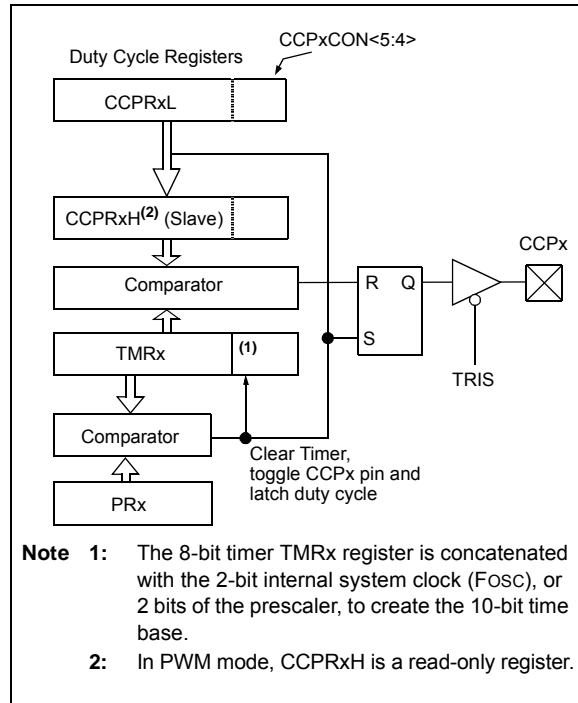 CCPxCON<5:4>
Duty Cycle Registers
CCPRxL
CCPRxH(2) (Slave)
CCPx
Comparator
R Q
S
TMRx (1)
TRIS
Comparator
Clear Timer,
toggle CCPx pin and
latch duty cycle
PRx
Note 1: The 8-bit timer TMRx register is concatenated
with the 2-bit internal system clock (FOSC), or
2 bits of the prescaler, to create the 10-bit time
base.
2: In PWM mode, CCPRxH is a read-only register.